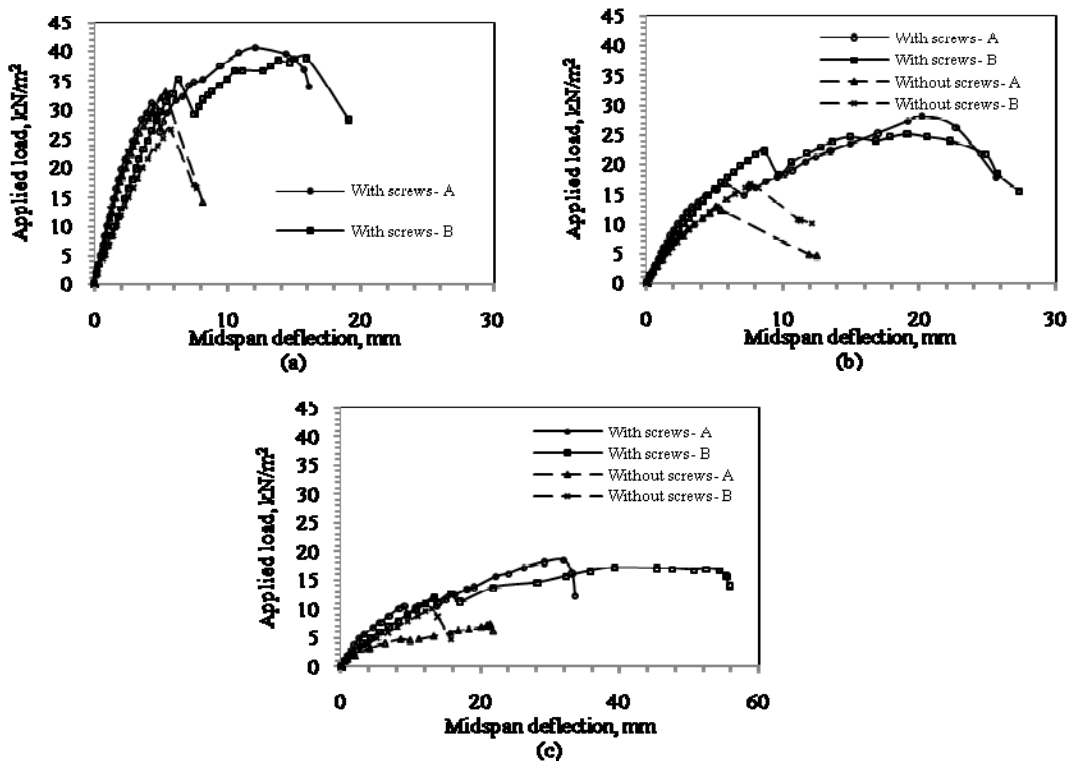 45
40
35
30
25
20
15
10
5
0
Applied load, kN/m²
With screws- A
With screws- B
0 10 20 30
Midspan deflection, mm
(a)
45
40
35
30
25
20
15
10
5
0
Applied load, kN/m²
With screws- A
With screws- B
Without screws- A
Without screws- B
0 10 20 30
Midspan deflection, mm
(b)
45
40
35
30
25
20
15
10
5
0
Applied load, kN/m²
With screws- A
With screws- B
Without screws- A
Without screws- B
0 20 40 60
Midspan deflection, mm
(c)